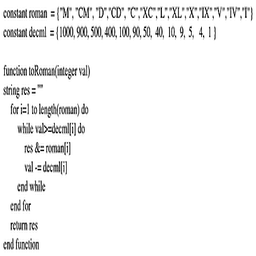 constant roman = {"M", "CM", "D","CD", "C","XC","L","XL","X","IX","V","IV","I"}
constant decml = {1000, 900, 500, 400, 100, 90, 50, 40, 10, 9, 5, 4, 1 }
function toRoman(integer val)
string res = ""
for i=1 to length(roman) do
while val>=decml[i] do
res &= roman[i]
val -= decml[i]
end while
end for
return res
end function